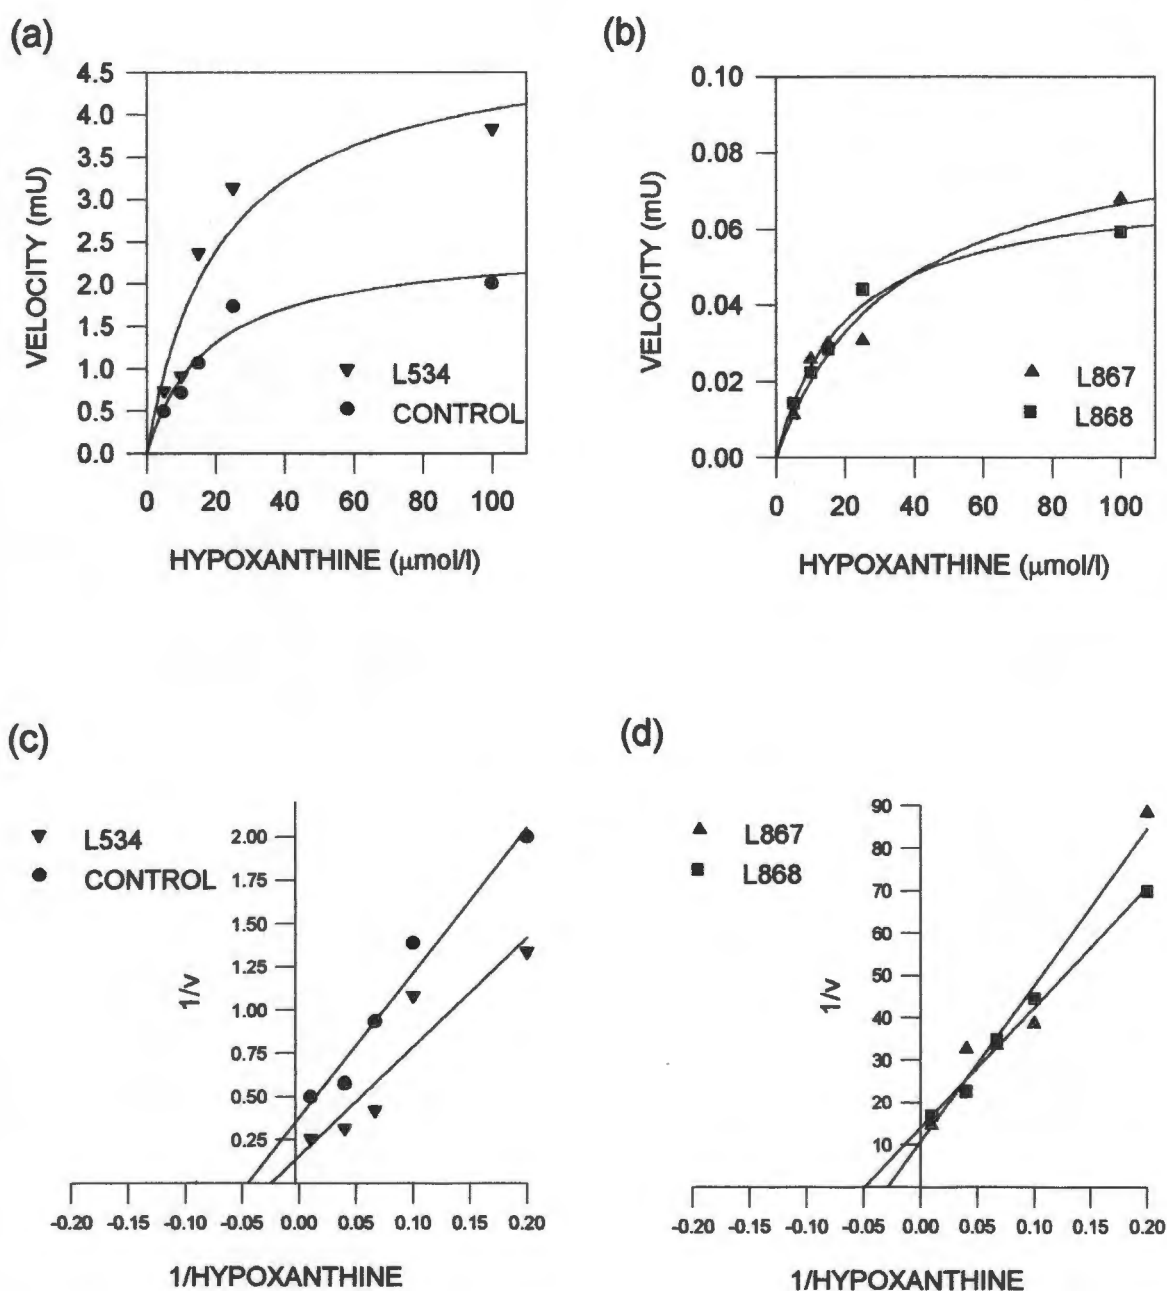 (a)
VELOCITY (mU)
4.5
4.0
3.5
3.0
2.5
2.0
1.5
1.0
0.5
0.0
L534
CONTROL
0 20 40 60 80 100
HYPOXANTHINE (μmol/l)
(b)
VELOCITY (mU)
0.10
0.08
0.06
0.04
0.02
0.00
L867
L868
0 20 40 60 80 100
HYPOXANTHINE (μmol/l)
(c)
L534
CONTROL
1/v
2.00
1.75
1.50
1.25
1.00
0.75
0.50
0.25
-0.20 -0.15 -0.10 -0.05 0.00 0.05 0.10 0.15 0.20
1/HYPOXANTHINE
(d)
L867
L868
1/v
90
80
70
60
50
40
30
20
10
-0.20 -0.15 -0.10 -0.05 0.00 0.05 0.10 0.15 0.20
1/HYPOXANTHINE